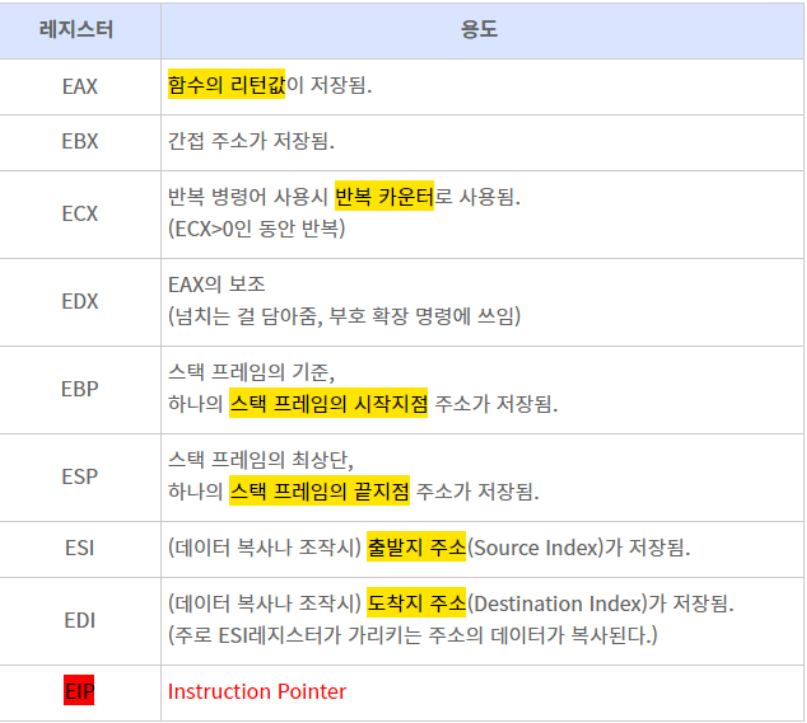 레지스터 용도
EAX 함수의 리턴값이 저장됨.
EBX 간접 주소가 저장됨.
ECX 반복 병령어 사용시 반복 카운터로 사용됨.
(ECX>0인 동안 반복)
EDX EAX의 보조
(넘치는 걸 담아줌, 부호 확장 명령에 쓰임)
EBP 스택 프레임의 기준,
하나의 스택 프레임의 시작지점 주소가 저장됨.
ESP 스택 프레임의 최상단,
하나의 스택 프레임의 끝지점 주소가 저장됨.
ESI (데이터 복사나 조작시) 출발지 주소(Source Index)가 저장됨.
EDI (데이터 복사나 조작시) 도착지 주소(Destination Index)가 저장됨.
(주로 ESI레지스터가 가리키는 주소의 데이터가 복사된다.)
EIP Instruction Pointer